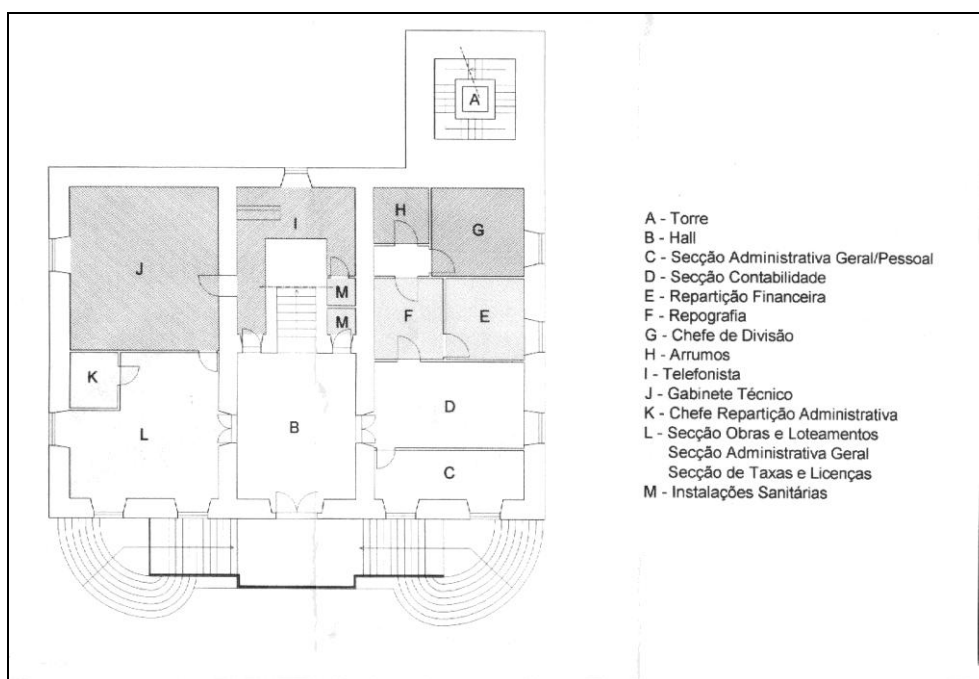 A
H
G
I
J
M
F
E
M
K
D
B
L
C
A - Torre
B - Hall
C - Secção Administrativa Geral/Pessoal
D - Secção Contabilidade
E - Repartição Financeira
F - Repografia
G - Chefe de Divisão
H - Arrumos
I - Telefonista
J - Gabinete Técnico
K - Chefe Repartição Administrativa
L - Secção Obras e Loteamentos
Secção Administrativa Geral
Secção de Taxas e Licenças
M - Instalações Sanitárias